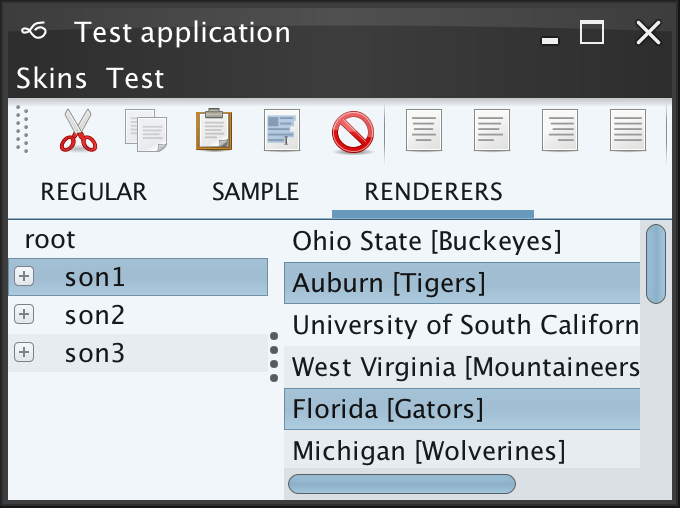 Test application
Skins Test
REGULAR SAMPLE RENDERERS
root
son1
son2
son3
Ohio State [Buckeyes]
Auburn [Tigers]
University of South Californ
West Virginia [Mountaineers
Florida [Gators]
Michigan [Wolverines]